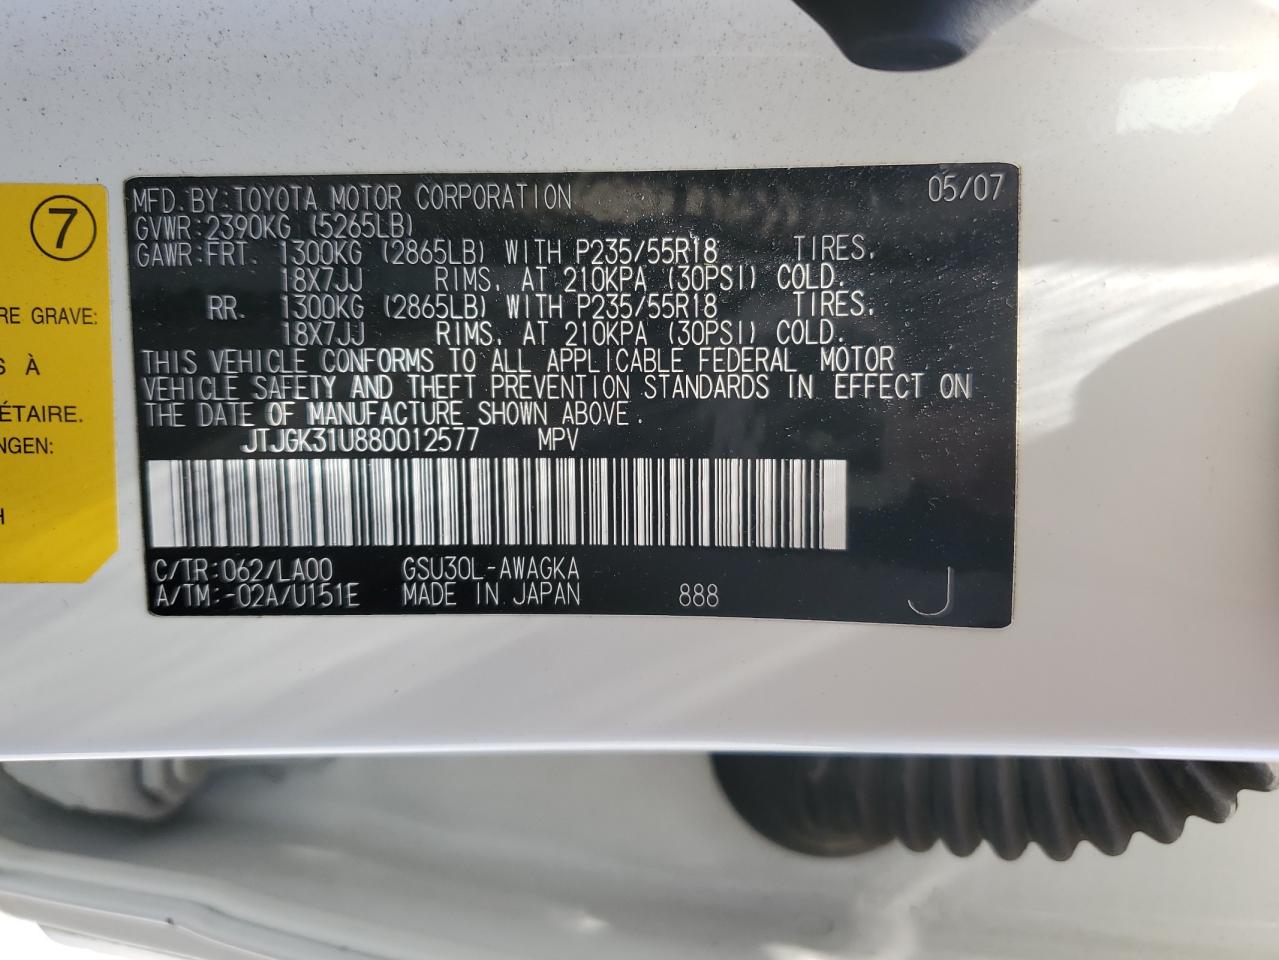 MFD.BY:TOYOTA MOTOR CORPORATION 05/07
GVWR:2390KG (5265LB)
GAWR:FRT. 1300KG (2865LB) WITH P235/55R18 TIRES,
18X7JJ RIMS, AT 210KPA (30PSI) COLD.
RR. 1300KG (2865LB) WITH P235/55R18 TIRES,
18X7JJ RIMS, AT 210KPA (30PSI) COLD.
THIS VEHICLE CONFORMS TO ALL APPLICABLE FEDERAL MOTOR
VEHICLE SAFETY AND THEFT PREVENTION STANDARDS IN EFFECT ON
THE DATE OF MANUFACTURE SHOWN ABOVE.
JTJGK31U880012577 MPV
C/TR:062/LA00 GSU30L-AWAGKA
A/TM:-02A/U151E MADE IN JAPAN 888 J
7
RE GRAVE:
S À
ÉTAIRE.
NGEN:
H